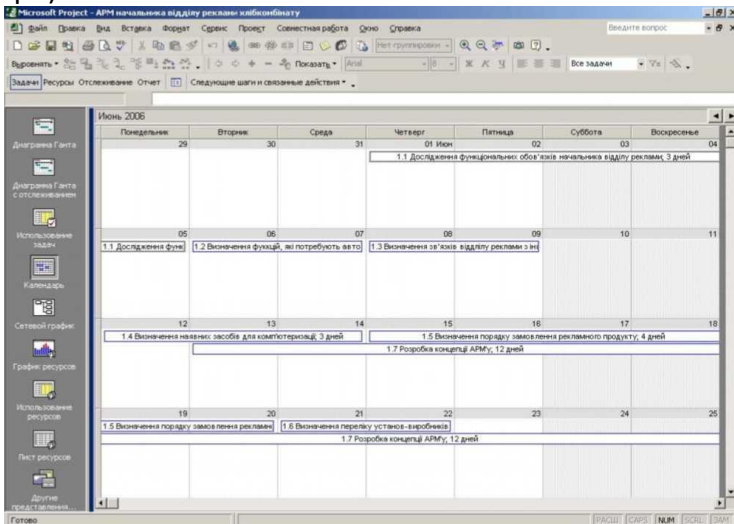 Microsoft Project - АРМ начальника відділу реклами хлібкомбінату
Файл Правка Вид Вставка Формат Сервис Проект Совместная работа Окно Справка Введите вопрос
Нет группировки
Выровнять Показать Arial 8 Ж К Ч Все задачи
Задачи Ресурсы Отслеживание Отчет Следующие шаги и связанные действия
Июнь 2006
Понедельник Вторник Среда Четверг Пятница Суббота Воскресенье
29 30 31 01 Июн 02 03 04
1.1 Дослідження функціональних обов'язків начальника відділу реклами; 3 дней
05 06 07 08 09 10 11
1.1 Дослідження функ 1.2 Визначення функцій, які потребують авто 1.3 Визначення зв'язків відділу реклами з ін
12 13 14 15 16 17 18
1.4 Визначення наявних засобів для комп'ютеризації; 3 дней 1.5 Визначення порядку замовлення рекламного продукту; 4 дней
1.7 Розробка концепції АРМ'у; 12 дней
19 20 21 22 23 24 25
1.5 Визначення порядку замовлення рекламн 1.6 Визначення переліку установ-виробників
1.7 Розробка концепції АРМ'у; 12 дней
Диаграмма Ганта
Диаграмма Ганта
с отслеживанием
Использование
задач
Календарь
Сетевой график
График ресурсов
Использование
ресурсов
Лист ресурсов
Другие
представления...
Готово РАСШ CAPS NUM SCRL ЗАМ